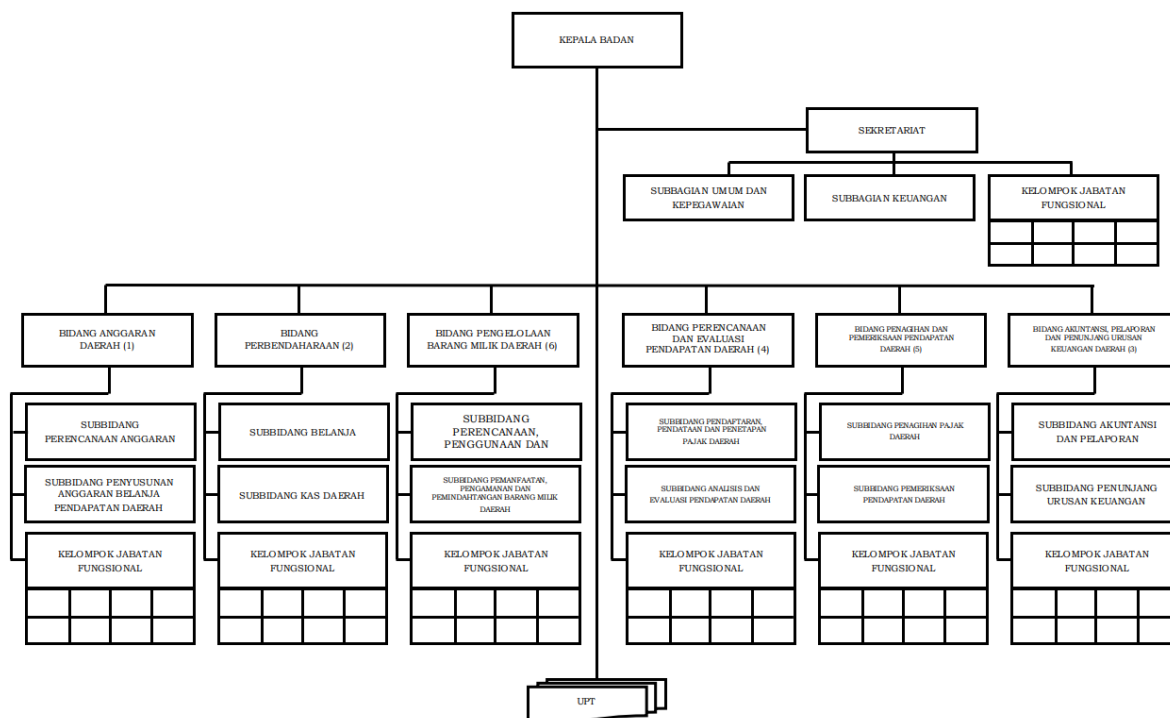 KEPALA BADAN
SEKRETARIAT
SUBBAGIAN UMUM DAN
KEPEGAWAIAN
SUBBAGIAN KEUANGAN
KELOMPOK JABATAN
FUNGSIONAL
BIDANG ANGGARAN
DAERAH (1)
BIDANG
PERBENDAHARAAN (2)
BIDANG PENGELOLAAN
BARANG MILIK DAERAH (6)
BIDANG PERENCANAAN
DAN EVALUASI
PENDAPATAN DAERAH (4)
BIDANG PENAGIHAN DAN
PEMERIKSAAN PENDAPATAN
DAERAH (5)
BIDANG AKUNTANSI, PELAPORAN
DAN PENUNJANG URUSAN
KEUANGAN DAERAH (3)
SUBBIDANG
PERENCANAAN ANGGARAN
SUBBIDANG BELANJA
SUBBIDANG
PERENCANAAN,
PENGGUNAAN DAN
SUBBIDANG PENDAFTARAN,
PENDATAAN DAN PENETAPAN
PAJAK DAERAH
SUBBIDANG PENAGIHAN PAJAK
DAERAH
SUBBIDANG AKUNTANSI
DAN PELAPORAN
SUBBIDANG PENYUSUNAN
ANGGARAN BELANJA
PENDAPATAN DAERAH
SUBBIDANG KAS DAERAH
SUBBIDANG PEMANFAATAN,
PENGAMANAN DAN
PEMINDAHTANGAN BARANG MILIK
DAERAH
SUBBIDANG ANALISIS DAN
EVALUASI PENDAPATAN DAERAH
SUBBIDANG PEMERIKSAAN
PENDAPATAN DAERAH
SUBBIDANG PENUNJANG
URUSAN KEUANGAN
KELOMPOK JABATAN
FUNGSIONAL
KELOMPOK JABATAN
FUNGSIONAL
KELOMPOK JABATAN
FUNGSIONAL
KELOMPOK JABATAN
FUNGSIONAL
KELOMPOK JABATAN
FUNGSIONAL
KELOMPOK JABATAN
FUNGSIONAL
UPT